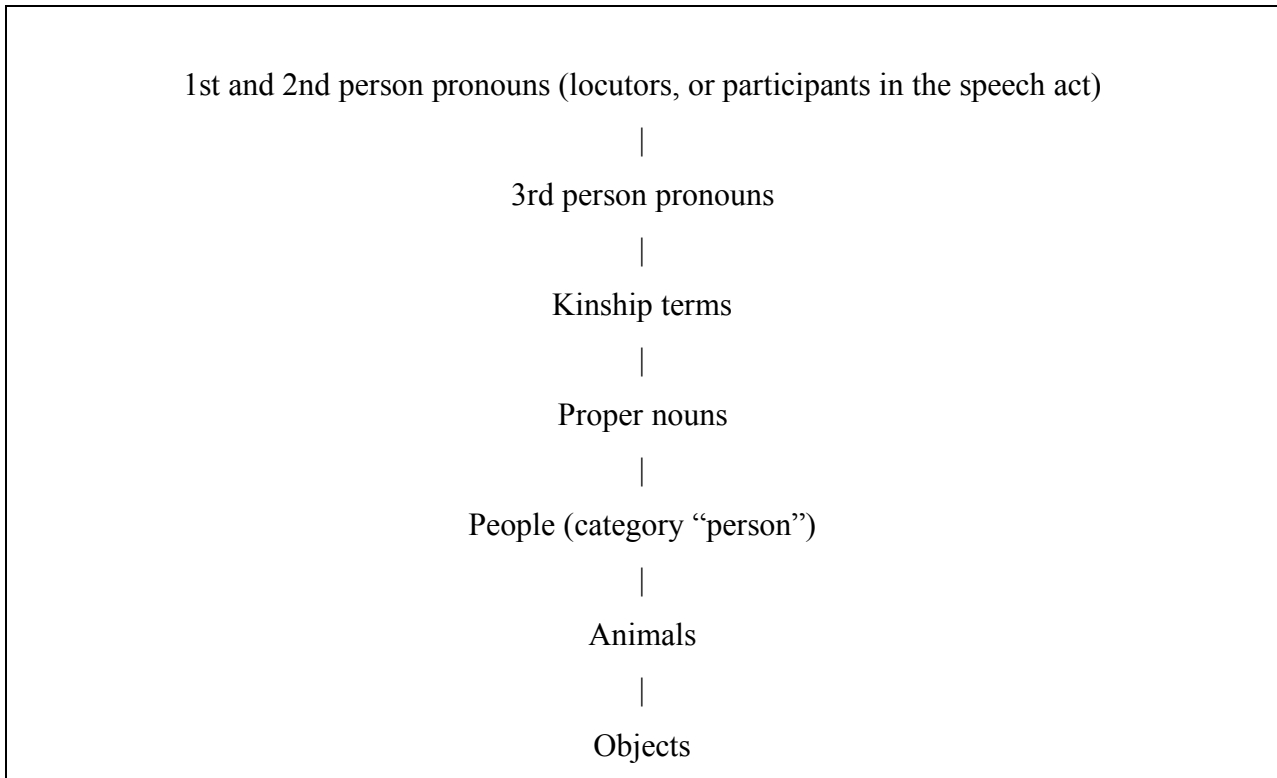 1st and 2nd person pronouns (locutors, or participants in the speech act)
|
3rd person pronouns
|
Kinship terms
|
Proper nouns
|
People (category “person”)
|
Animals
|
Objects